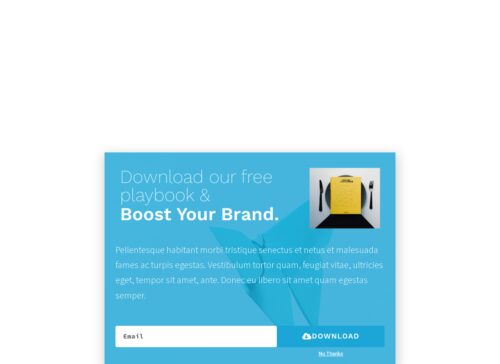 Download our free
playbook &
Boost Your Brand.
Pellentesque habitant morbi tristique senectus et netus et malesuada
fames ac turpis egestas. Vestibulum tortor quam, feugiat vitae, ultricies
eget, tempor sit amet, ante. Donec eu libero sit amet quam egestas
semper.
Email
DOWNLOAD
No Thanks